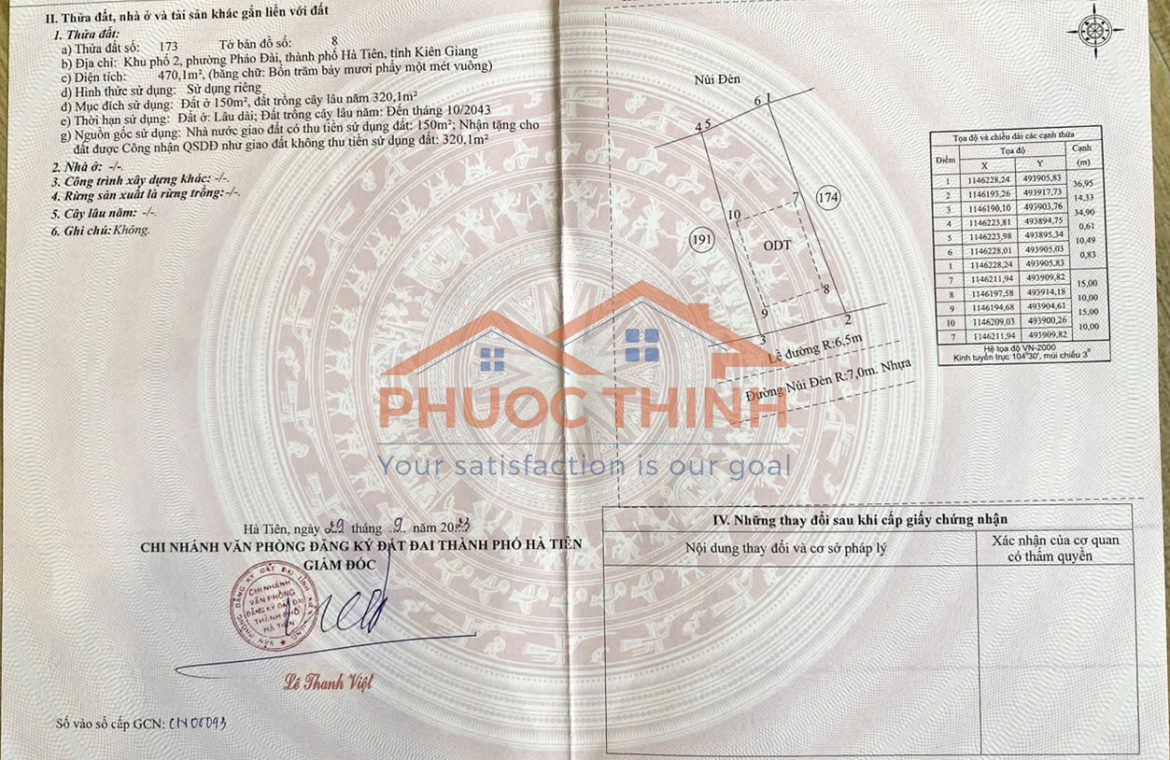 II. Thửa đất, nhà ở và tài sản khác gắn liền với đất
1. Thửa đất:
a) Thửa đất số: 173 Tờ bản đồ số: 8
b) Địa chỉ: Khu phố 2, phường Pháo Đài, thành phố Hà Tiên, tỉnh Kiên Giang
c) Diện tích: 470,1m², (bằng chữ: Bốn trăm bảy mươi phẩy một mét vuông)
d) Hình thức sử dụng: Sử dụng riêng
đ) Mục đích sử dụng: Đất ở 150m², đất trồng cây lâu năm 320,1m²
e) Thời hạn sử dụng: Đất ở: Lâu dài; Đất trồng cây lâu năm: Đến tháng 10/2043
g) Nguồn gốc sử dụng: Nhà nước giao đất có thu tiền sử dụng đất: 150m²; Nhận tặng cho
đất được Công nhận QSDĐ như giao đất không thu tiền sử dụng đất: 320,1m²
2. Nhà ở: -/-.
3. Công trình xây dựng khác: -/-.
4. Rừng sản xuất là rừng trồng: -/-.
5. Cây lâu năm: -/-.
6. Ghi chú: Không.
Hà Tiên, ngày 29 tháng 9 năm 2023
CHI NHÁNH VĂN PHÒNG ĐĂNG KÝ ĐẤT ĐAI THÀNH PHỐ HÀ TIÊN
GIÁM ĐỐC
CHI NHÁNH
VĂN PHÒNG
ĐĂNG KÝ ĐẤT ĐAI
THÀNH PHỐ
HÀ TIÊN
Lê Thanh Việt
Số vào sổ cấp GCN:
Núi Đèn
6 1
4 5
7
174
10
191
ODT
8
9
2
3
Lề đường R:6,5m
Đường Núi Đèn R:7,0m. Nhựa
Tọa độ và chiều dài các cạnh thửa
Điểm Tọa độ Cạnh (m)
X Y
1 1146228,24 493905,83
36,95
2 1146193,26 493917,73
14,33
3 1146190,10 493903,76
34,90
4 1146223,81 493894,75
0,61
5 1146223,98 493895,34
10,49
6 1146228,01 493905,03
0,83
1 1146228,24 493905,83
7 1146211,94 493909,82
15,00
8 1146197,58 493914,18
10,00
9 1146194,68 493904,61
15,00
10 1146209,03 493900,26
10,00
7 1146211,94 493909,82
Hệ tọa độ VN-2000
Kinh tuyến trục 104°30', múi chiếu 3°
PHUOC THINH
Your satisfaction is our goal
IV. Những thay đổi sau khi cấp giấy chứng nhận
Nội dung thay đổi và cơ sở pháp lý
Xác nhận của cơ quan
có thẩm quyền